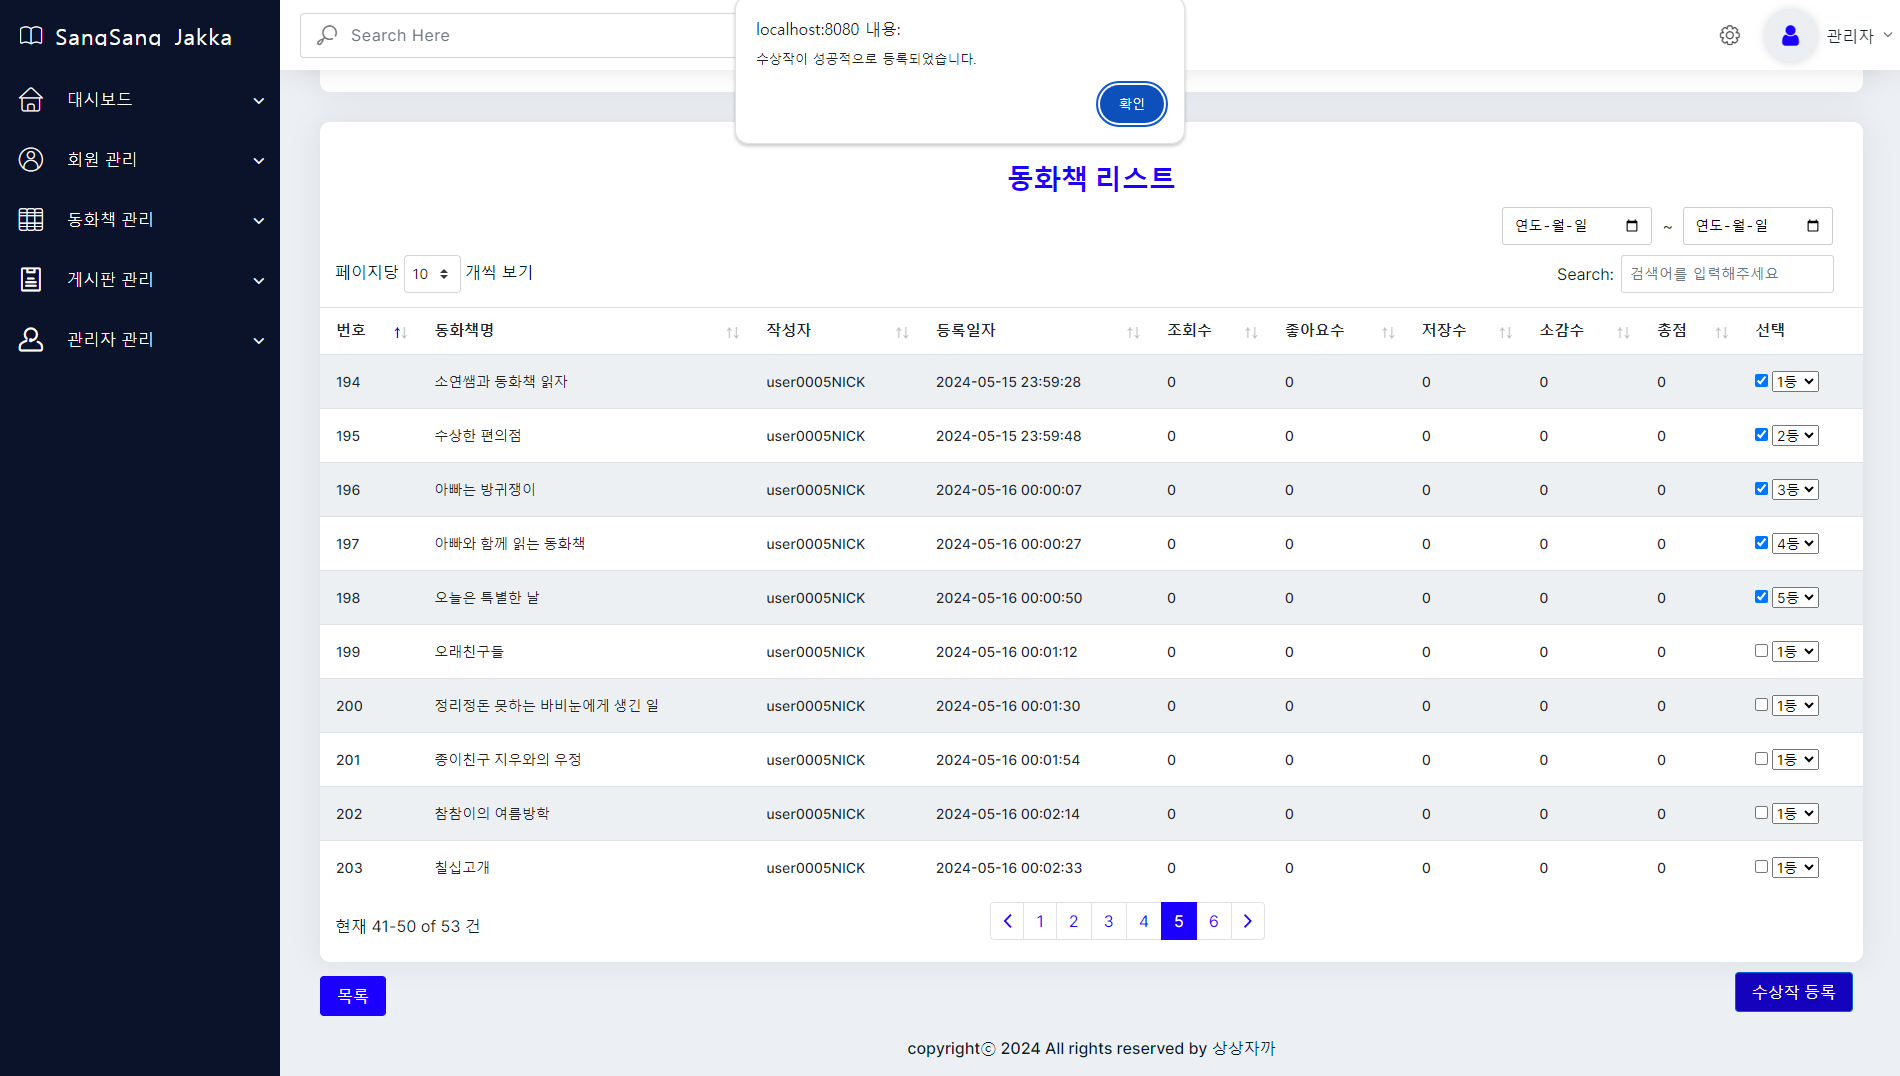 SangSang Jakka
대시보드
회원 관리
동화책 관리
게시판 관리
관리자 관리
Search Here
관리자
localhost:8080 내용:
수상작이 성공적으로 등록되었습니다.
확인
동화책 리스트
연도-월-일 ~ 연도-월-일
페이지당 10 개씩 보기
Search: 검색어를 입력해주세요
번호 동화책명 작성자 등록일자 조회수 좋아요수 저장수 소감수 총점 선택
194 소연쌤과 동화책 읽자 user0005NICK 2024-05-15 23:59:28 0 0 0 0 0 1등
195 수상한 편의점 user0005NICK 2024-05-15 23:59:48 0 0 0 0 0 2등
196 아빠는 방귀쟁이 user0005NICK 2024-05-16 00:00:07 0 0 0 0 0 3등
197 아빠와 함께 읽는 동화책 user0005NICK 2024-05-16 00:00:27 0 0 0 0 0 4등
198 오늘은 특별한 날 user0005NICK 2024-05-16 00:00:50 0 0 0 0 0 5등
199 오래친구들 user0005NICK 2024-05-16 00:01:12 0 0 0 0 0 1등
200 정리정돈 못하는 바비눈에게 생긴 일 user0005NICK 2024-05-16 00:01:30 0 0 0 0 0 1등
201 종이친구 지우와의 우정 user0005NICK 2024-05-16 00:01:54 0 0 0 0 0 1등
202 참참이의 여름방학 user0005NICK 2024-05-16 00:02:14 0 0 0 0 0 1등
203 칠십고개 user0005NICK 2024-05-16 00:02:33 0 0 0 0 0 1등
현재 41-50 of 53 건
1 2 3 4 5 6
목록
수상작 등록
copyrightⓒ 2024 All rights reserved by 상상자까